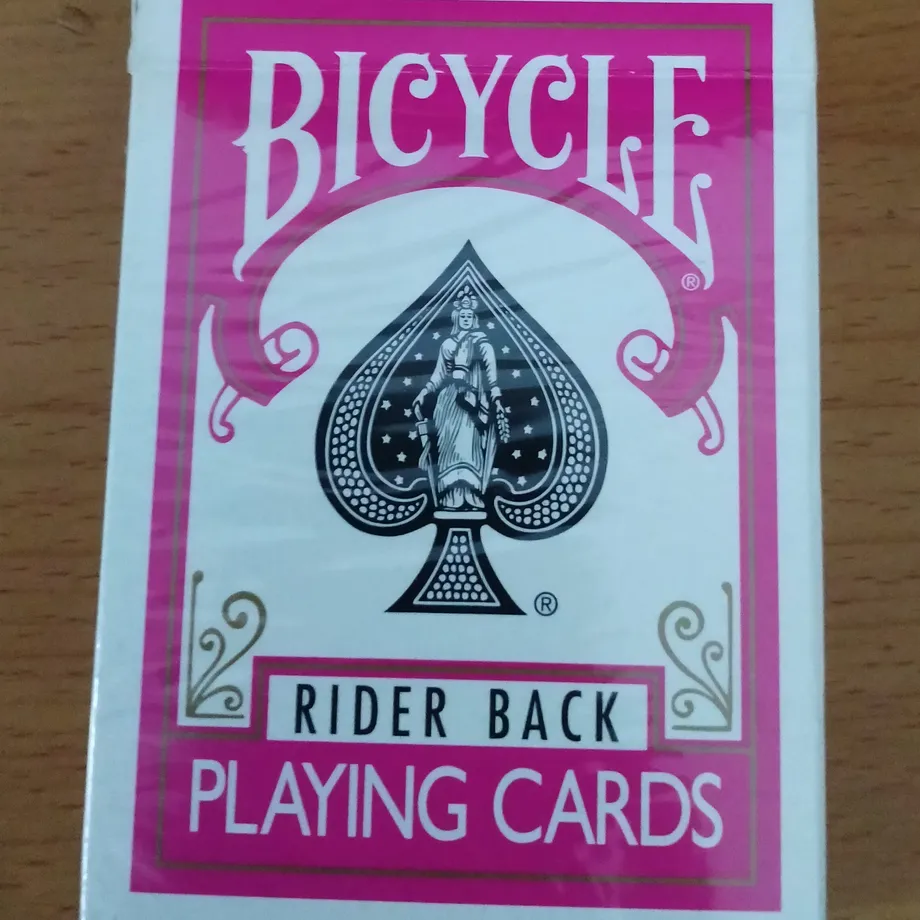 BICYCLE®
®
RIDER BACK
PLAYING CARDS